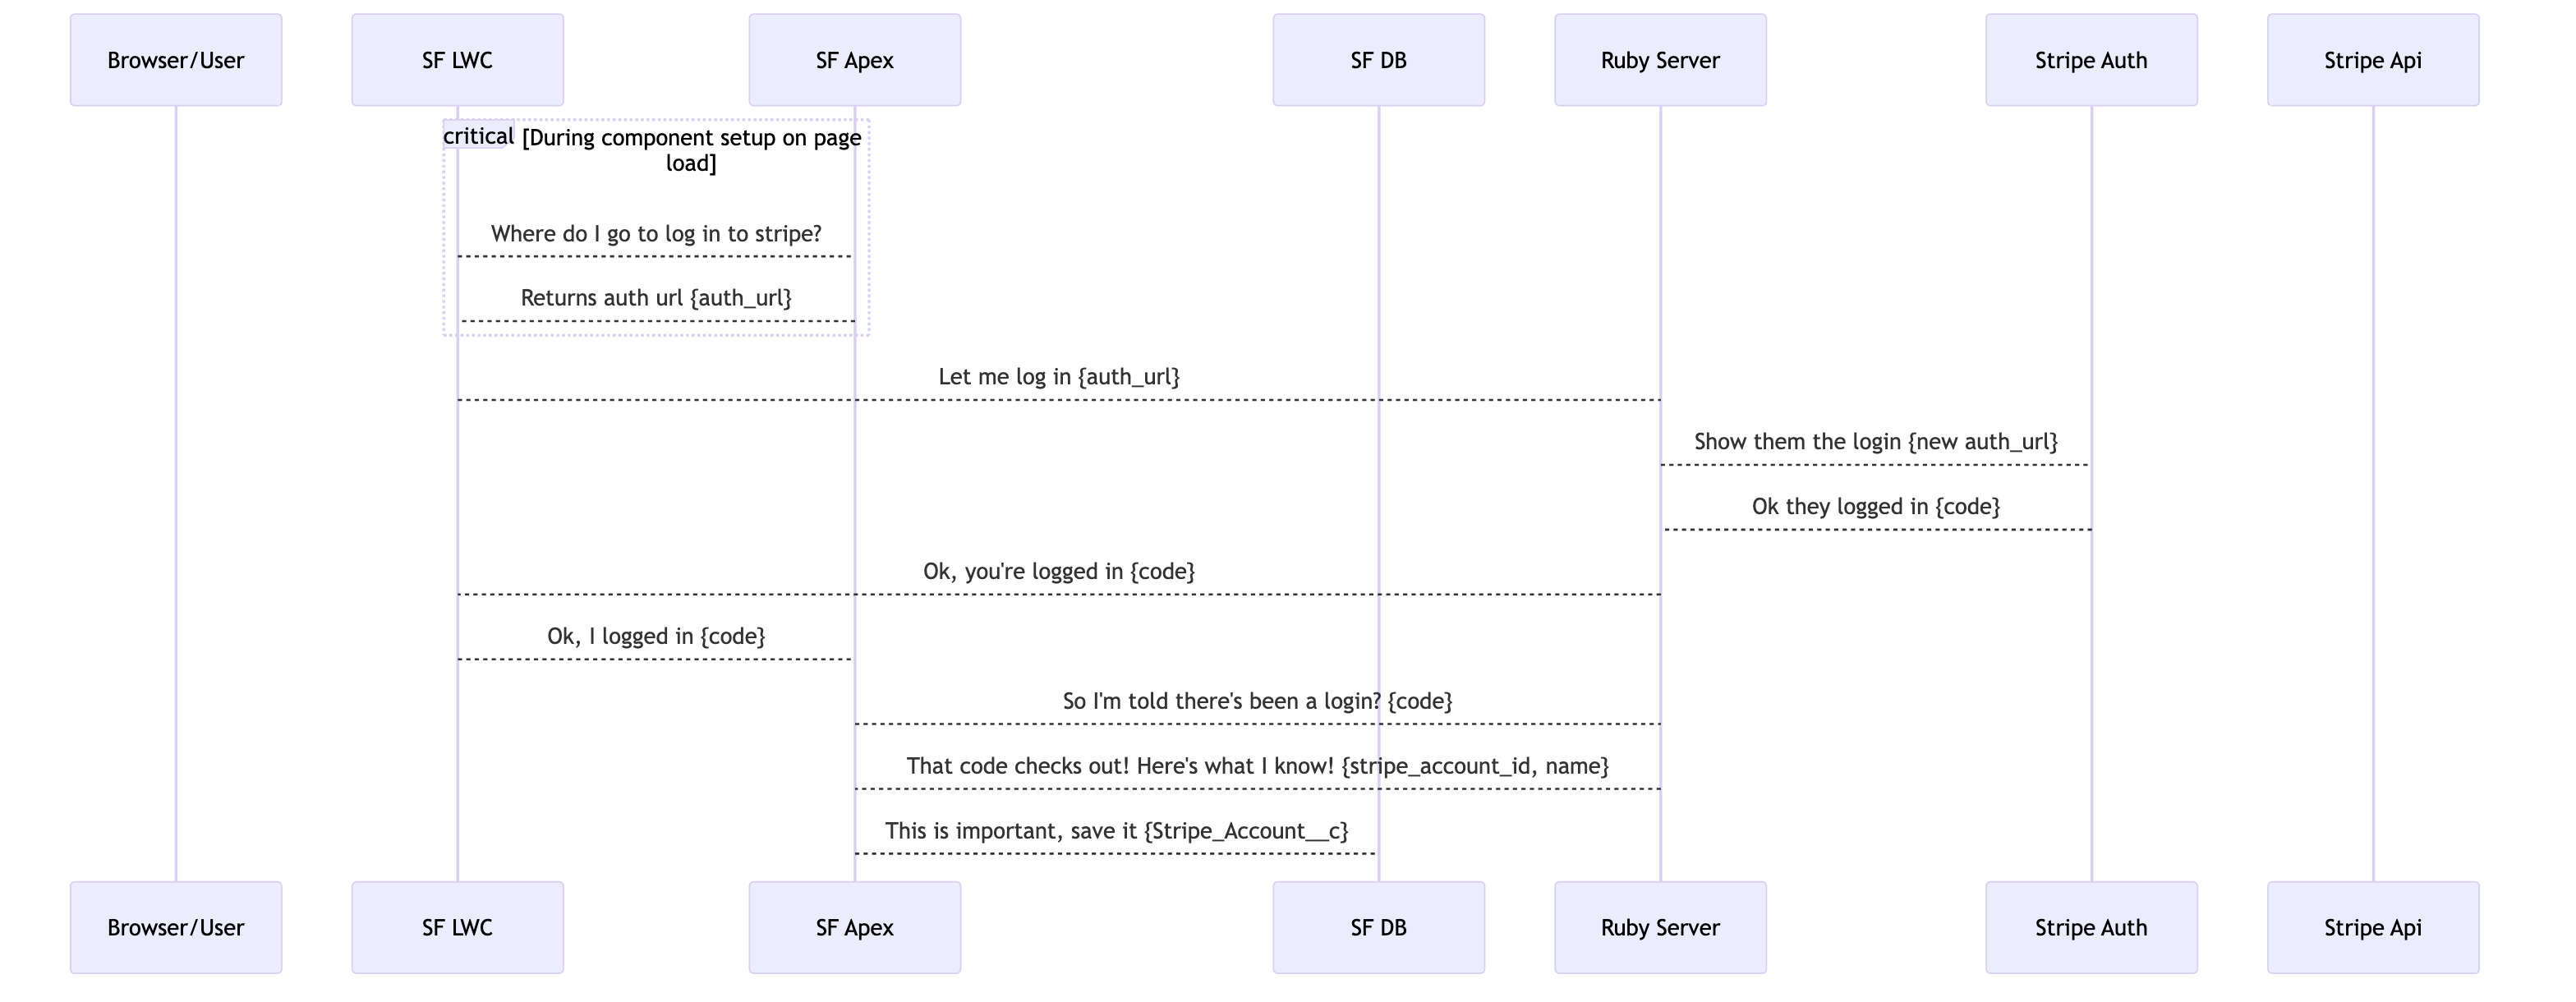 Browser/User
SF LWC
SF Apex
SF DB
Ruby Server
Stripe Auth
Stripe Api
critical
[During component setup on page
load]
Where do I go to log in to stripe?
Returns auth url {auth_url}
Let me log in {auth_url}
Show them the login {new auth_url}
Ok they logged in {code}
Ok, you're logged in {code}
Ok, I logged in {code}
So I'm told there's been a login? {code}
That code checks out! Here's what I know! {stripe_account_id, name}
This is important, save it {Stripe_Account__c}
Browser/User
SF LWC
SF Apex
SF DB
Ruby Server
Stripe Auth
Stripe Api